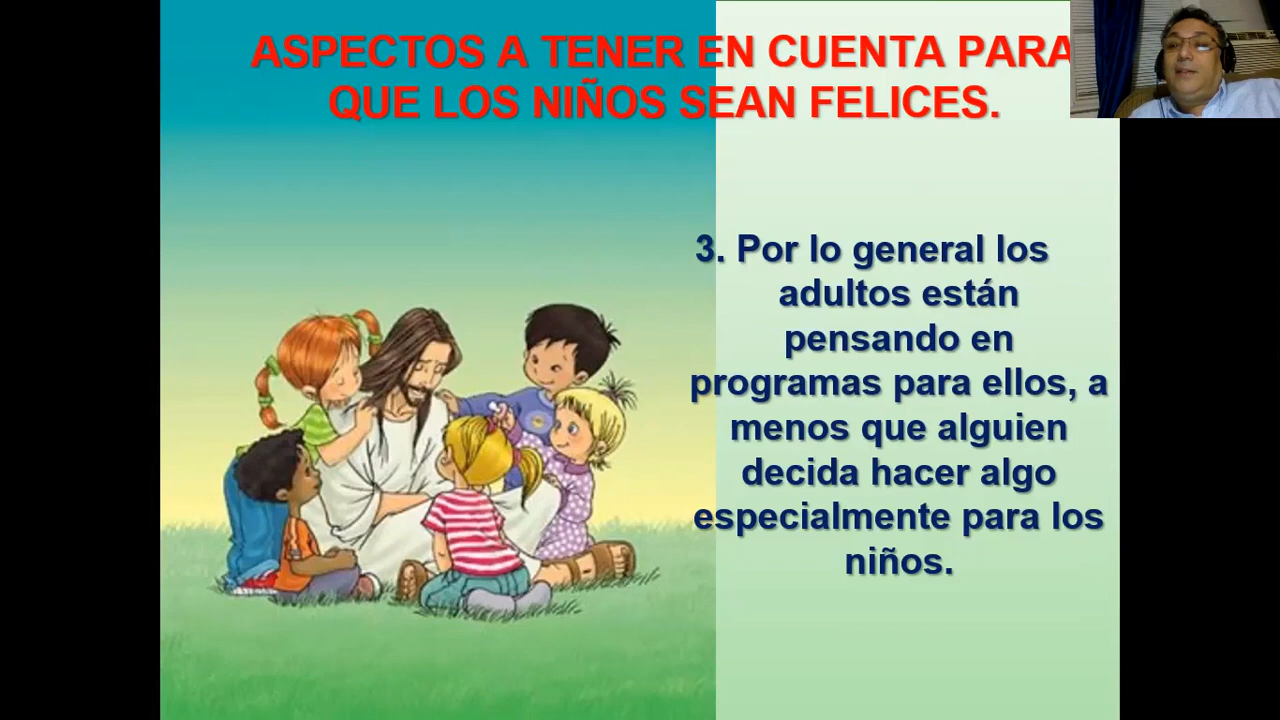 ASPECTOS A TENER EN CUENTA PARA
QUE LOS NIÑOS SEAN FELICES.
3. Por lo general los
adultos están
pensando en
programas para ellos, a
menos que alguien
decida hacer algo
especialmente para los
niños.